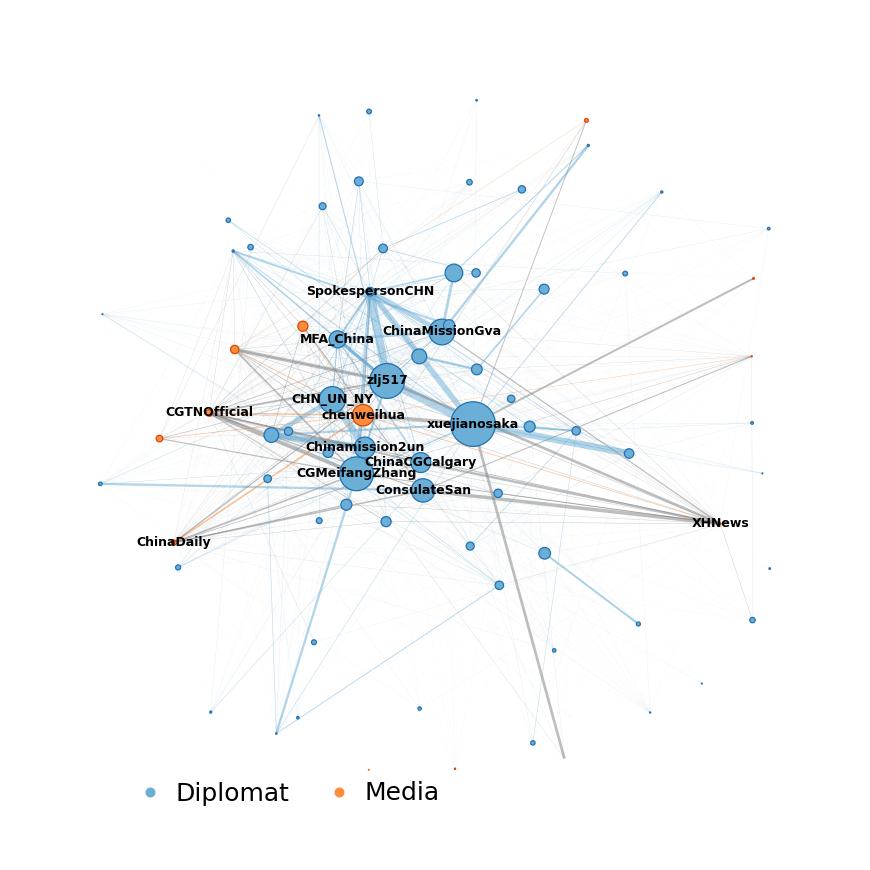 SpokespersonCHN
ChinaMissionGva
MFA_China
zlj517
CHN_UN_NY
CGTNOfficial
chenweihua
xuejianosaka
Chinamission2un
ChinaCGCalgary
CGMeifangZhang
ConsulateSan
XHNews
ChinaDaily
Diplomat
Media